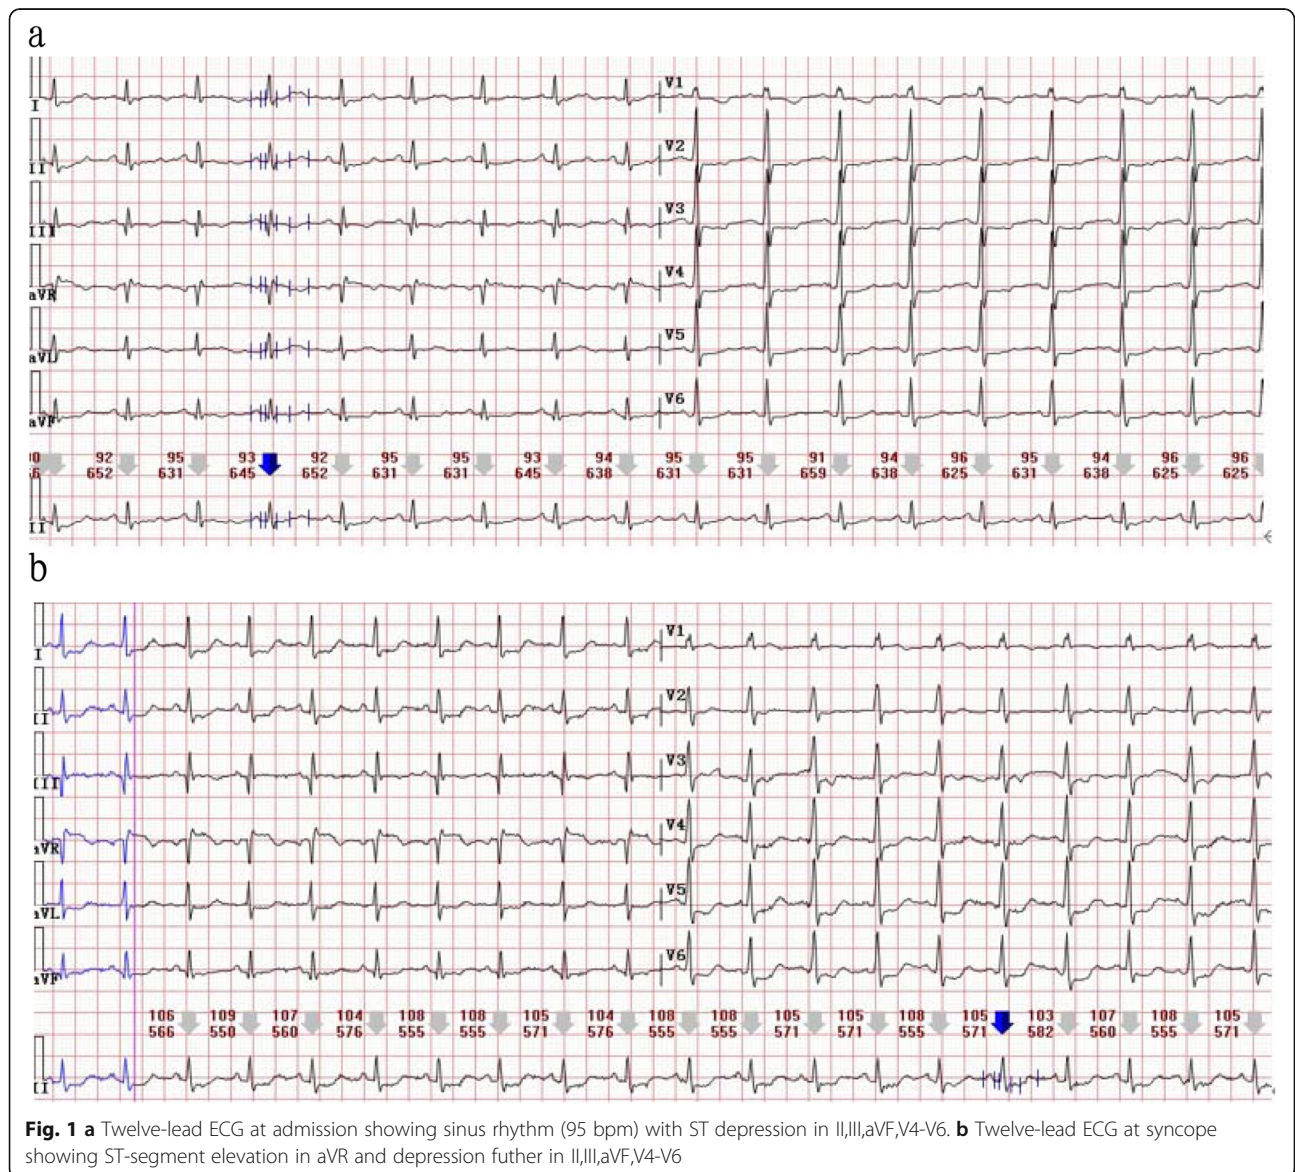 a
I
V1
II
V2
III
V3
aVR
V4
aVL
V5
aVF
V6
92 95 93 92 95 95 93 94 95 95 91 94 96 95 94 96 96
652 631 645 652 631 631 645 638 631 631 659 638 625 631 638 625 625
II
b
I
V1
II
V2
III
V3
aVR
V4
aVL
V5
aVF
V6
106 109 107 104 108 108 105 104 108 108 105 105 108 105 103 107 108 105
566 550 560 576 555 555 571 576 555 555 571 571 555 571 582 560 555 571
II
Fig. 1 a Twelve-lead ECG at admission showing sinus rhythm (95 bpm) with ST depression in II,III,aVF,V4-V6. b Twelve-lead ECG at syncope
showing ST-segment elevation in aVR and depression futher in II,III,aVF,V4-V6